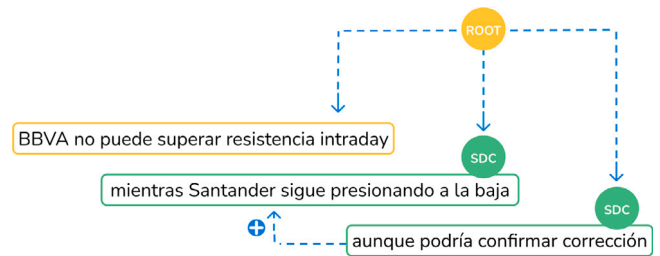 ROOT
BBVA no puede superar resistencia intraday
SDC
mientras Santander sigue presionando a la baja
SDC
aunque podría confirmar corrección